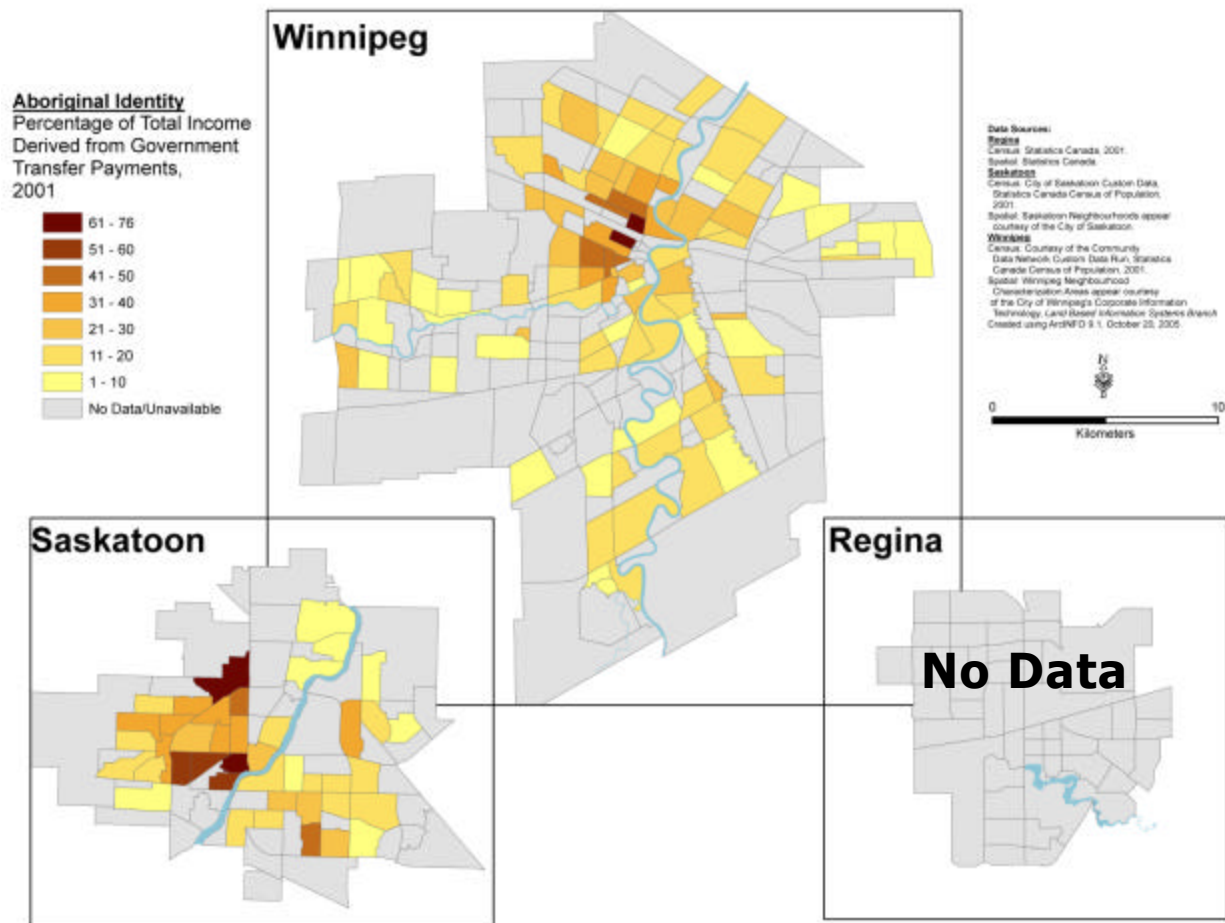 Winnipeg
Aboriginal Identity
Percentage of Total Income
Derived from Government
Transfer Payments,
2001
61 - 76
51 - 60
41 - 50
31 - 40
21 - 30
11 - 20
1 - 10
No Data/Unavailable
Data Sources:
Regina
Census: Statistics Canada, 2001.
Spatial: Statistics Canada.
Saskatoon
Census: City of Saskatoon Custom Data,
Statistics Canada Census of Population,
2001.
Spatial: Saskatoon Neighbourhoods appear
courtesy of the City of Saskatoon.
Winnipeg
Census: Courtesy of the Community
Data Network Custom Data Run, Statistics
Canada Census of Population, 2001.
Spatial: Winnipeg Neighbourhood
Characterization Areas appear courtesy
of the City of Winnipeg's Corporate Information
Technology, Land Based Information Systems Branch
Created using ArcINFO 9.1, October 20, 2005
N
0 10
Kilometers
Saskatoon
Regina
No Data